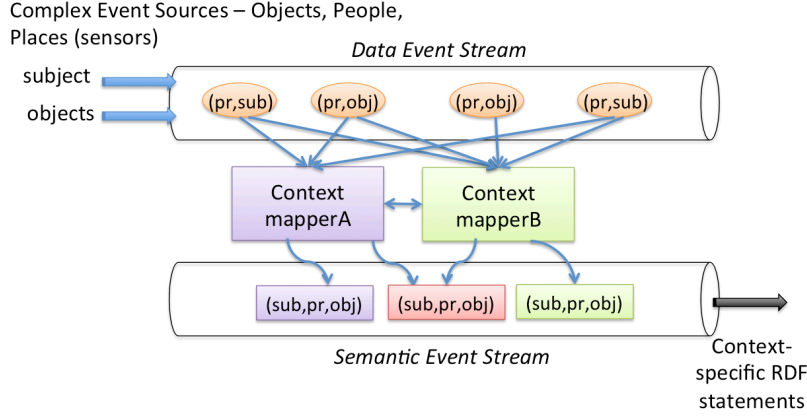 Complex Event Sources – Objects, People,
Places (sensors)
Data Event Stream
subject
objects
(pr,sub)
(pr,obj)
(pr,obj)
(pr,sub)
Context
mapperA
Context
mapperB
(sub,pr,obj)
(sub,pr,obj)
(sub,pr,obj)
Semantic Event Stream
Context-
specific RDF
statements